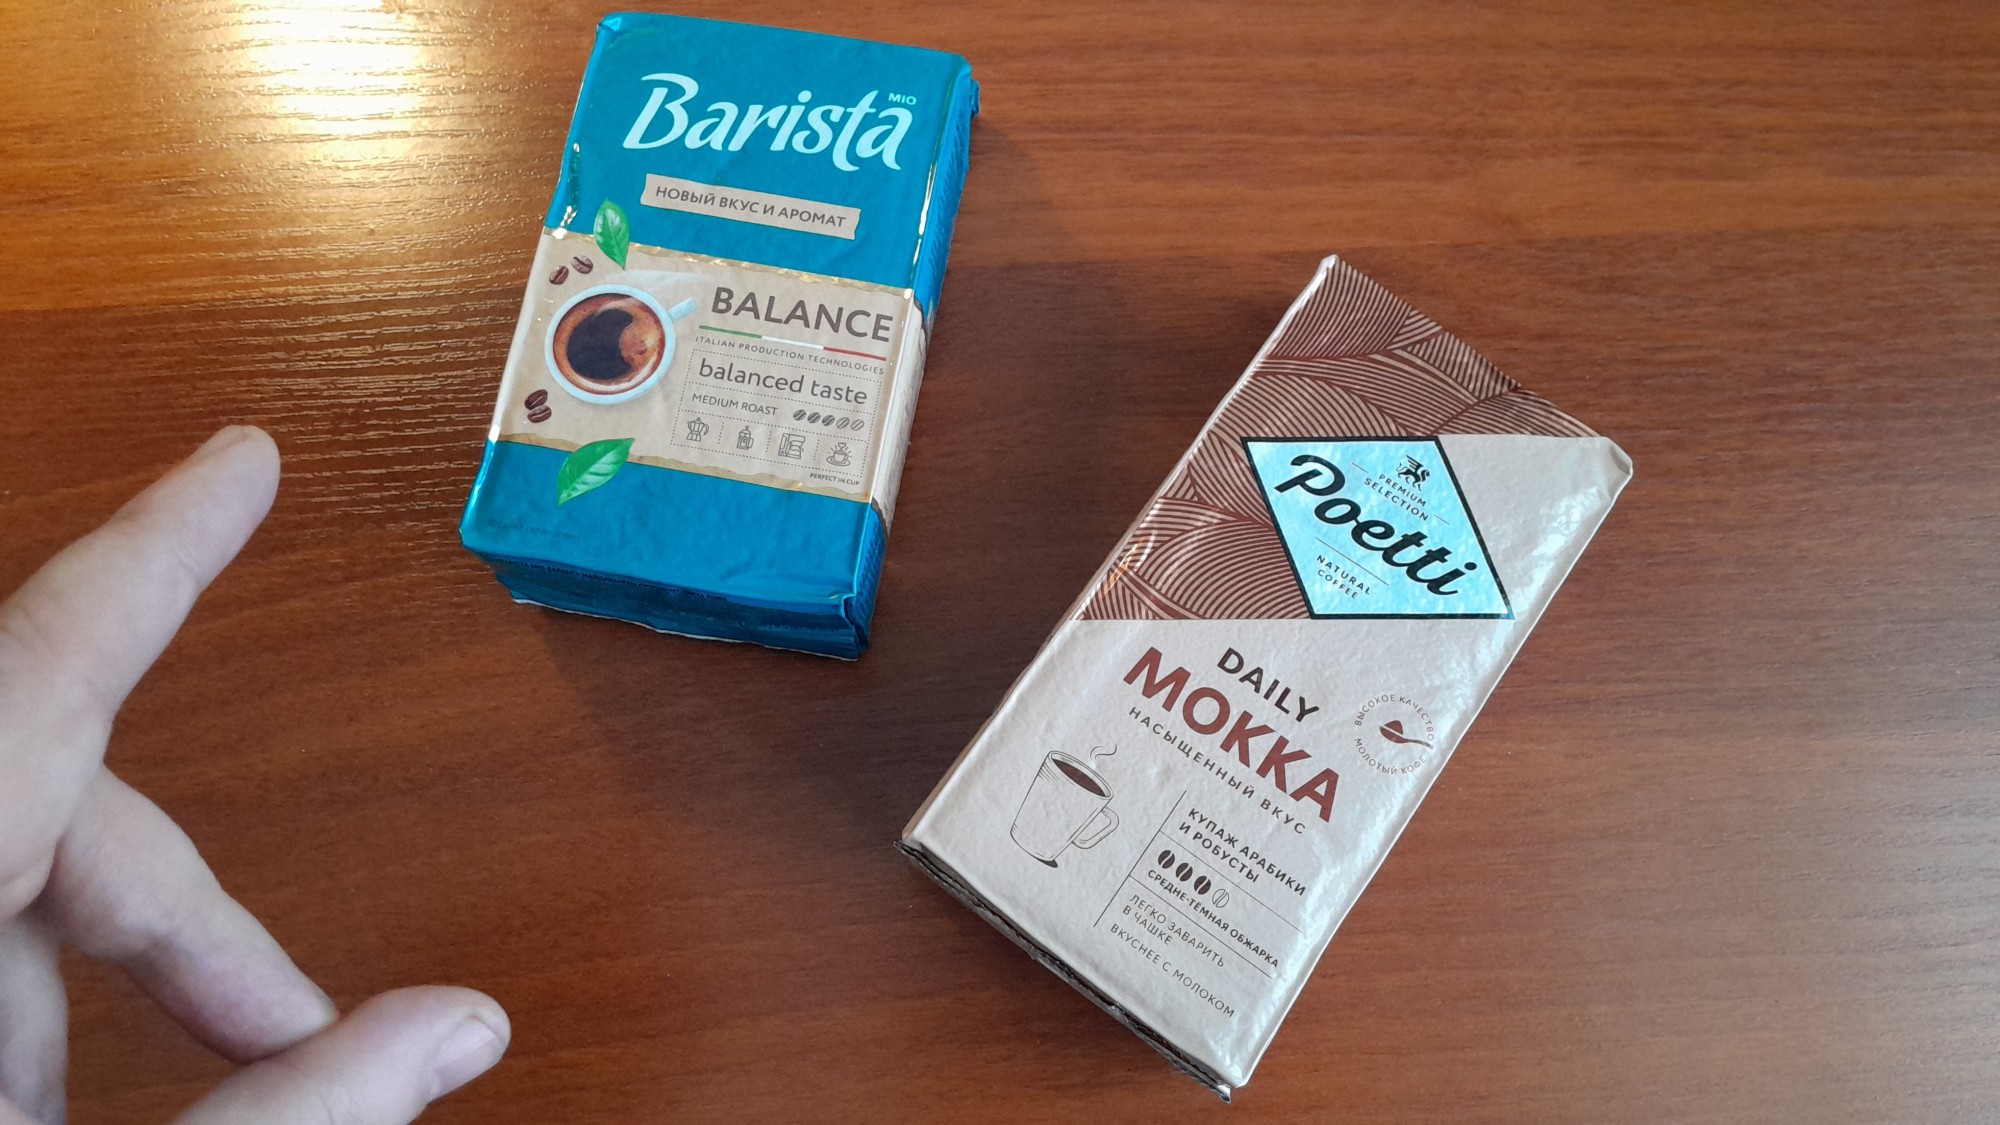 Barista
MIO
НОВЫЙ ВКУС И АРОМАТ
BALANCE
ITALIAN PRODUCTION TECHNOLOGIES
balanced taste
MEDIUM ROAST
PERFECT IN CUP
PREMIUM
SELECTION
Poetti
NATURAL
COFFEE
DAILY
МОККА
НАСЫЩЕННЫЙ ВКУС
ВЫСОКОЕ КАЧЕСТВО
МОЛОТЫЙ КОФЕ
КУПАЖ АРАБИКИ
И РОБУСТЫ
СРЕДНЕ-ТЕМНАЯ ОБЖАРКА
ЛЕГКО ЗАВАРИТЬ
В ЧАШКЕ
ВКУСНЕЕ С МОЛОКОМ